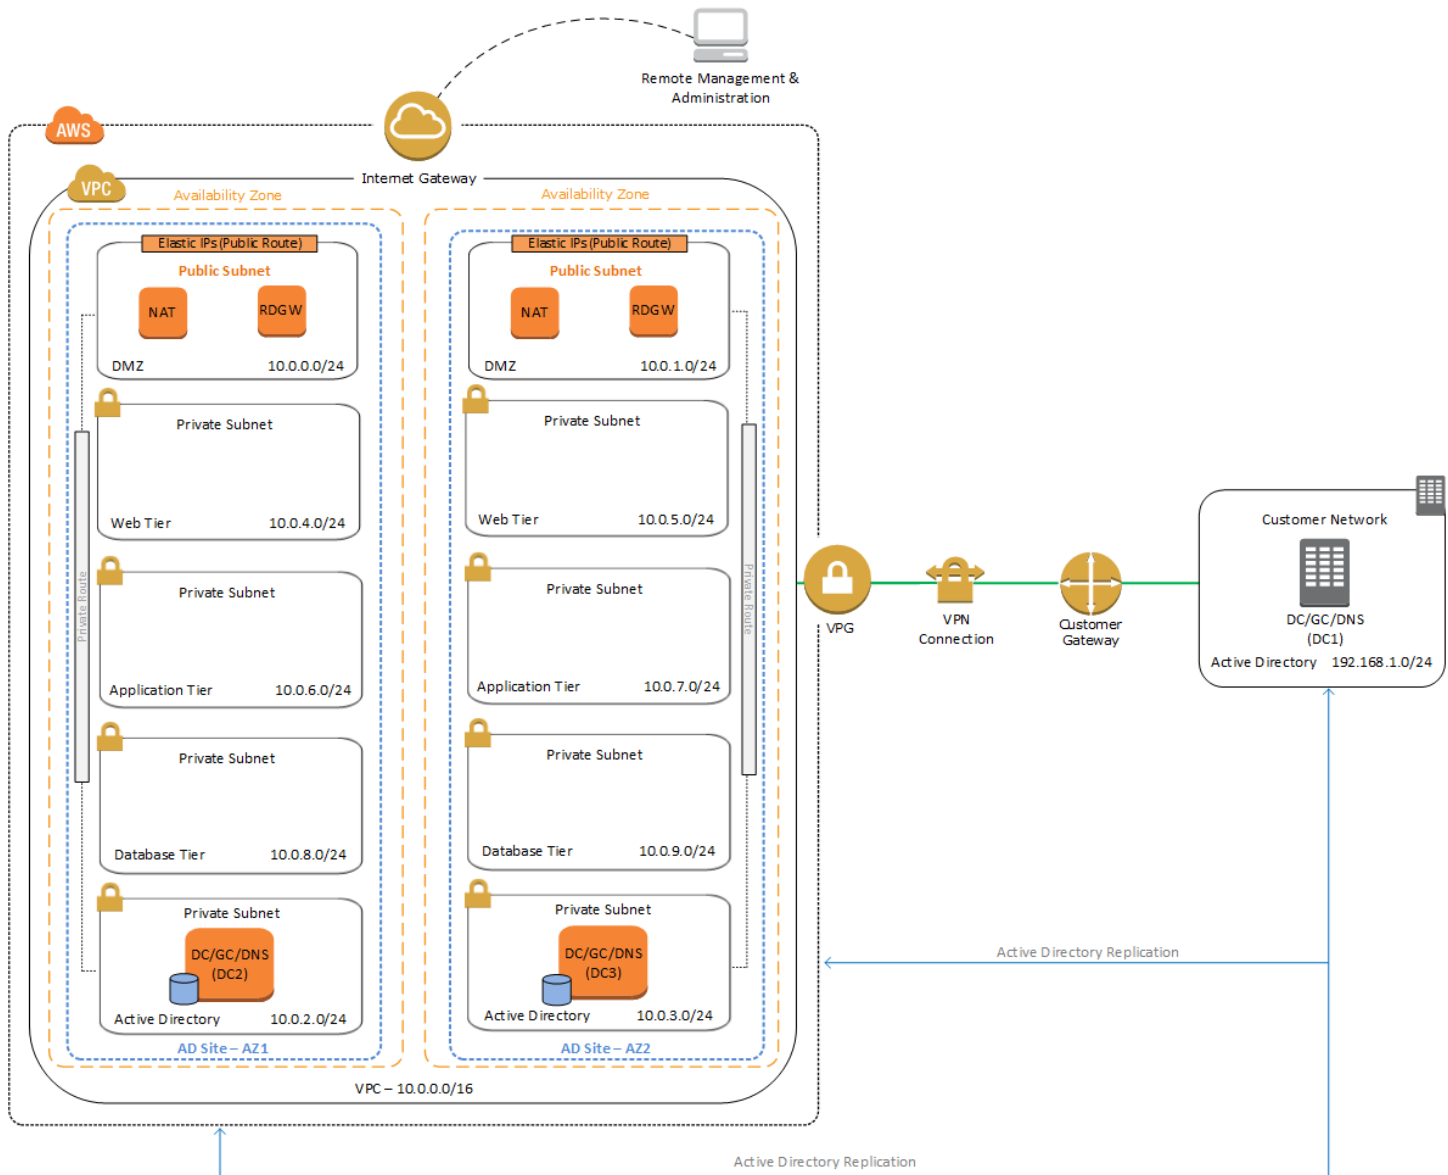 Remote Management &
Administration
AWS
Internet Gateway
VPC
Availability Zone
Elastic IPs (Public Route)
Public Subnet
NAT
RDGW
DMZ 10.0.0.0/24
Private Subnet
Web Tier 10.0.4.0/24
Private Route
Private Subnet
Application Tier 10.0.6.0/24
Private Subnet
Database Tier 10.0.8.0/24
Private Subnet
DC/GC/DNS
(DC2)
Active Directory 10.0.2.0/24
AD Site – AZ1
Availability Zone
Elastic IPs (Public Route)
Public Subnet
NAT
RDGW
DMZ 10.0.1.0/24
Private Subnet
Web Tier 10.0.5.0/24
Private Route
Private Subnet
Application Tier 10.0.7.0/24
Private Subnet
Database Tier 10.0.9.0/24
Private Subnet
DC/GC/DNS
(DC3)
Active Directory 10.0.3.0/24
AD Site – AZ2
VPC – 10.0.0.0/16
VPG
VPN
Connection
Customer
Gateway
Customer Network
DC/GC/DNS
(DC1)
Active Directory 192.168.1.0/24
Active Directory Replication
Active Directory Replication